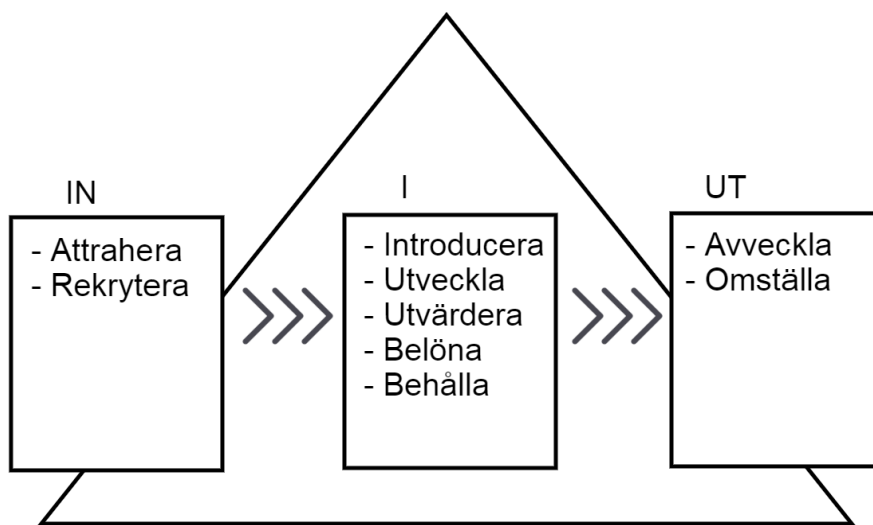 IN
- Attrahera
- Rekrytera
I
- Introducera
- Utveckla
- Utvärdera
- Belöna
- Behålla
UT
- Avveckla
- Omställa